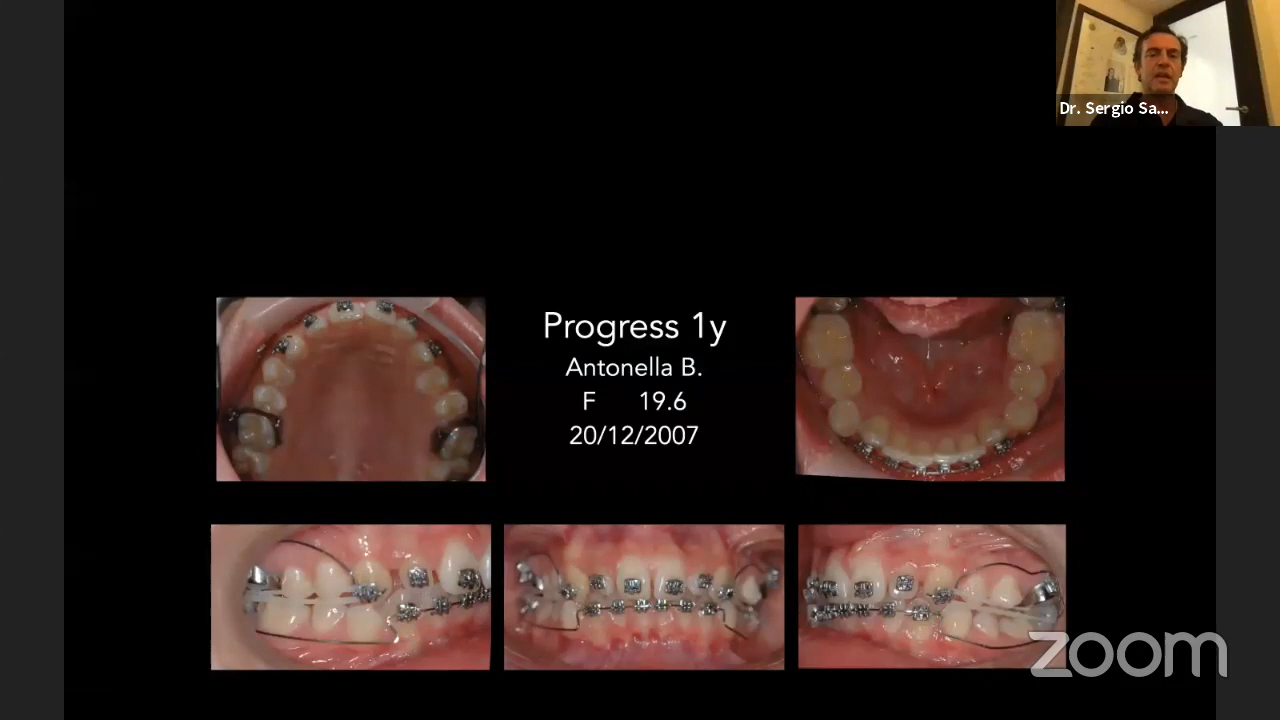 Dr. Sergio Sa...
Progress 1y
Antonella B.
F 19.6
20/12/2007
zoom